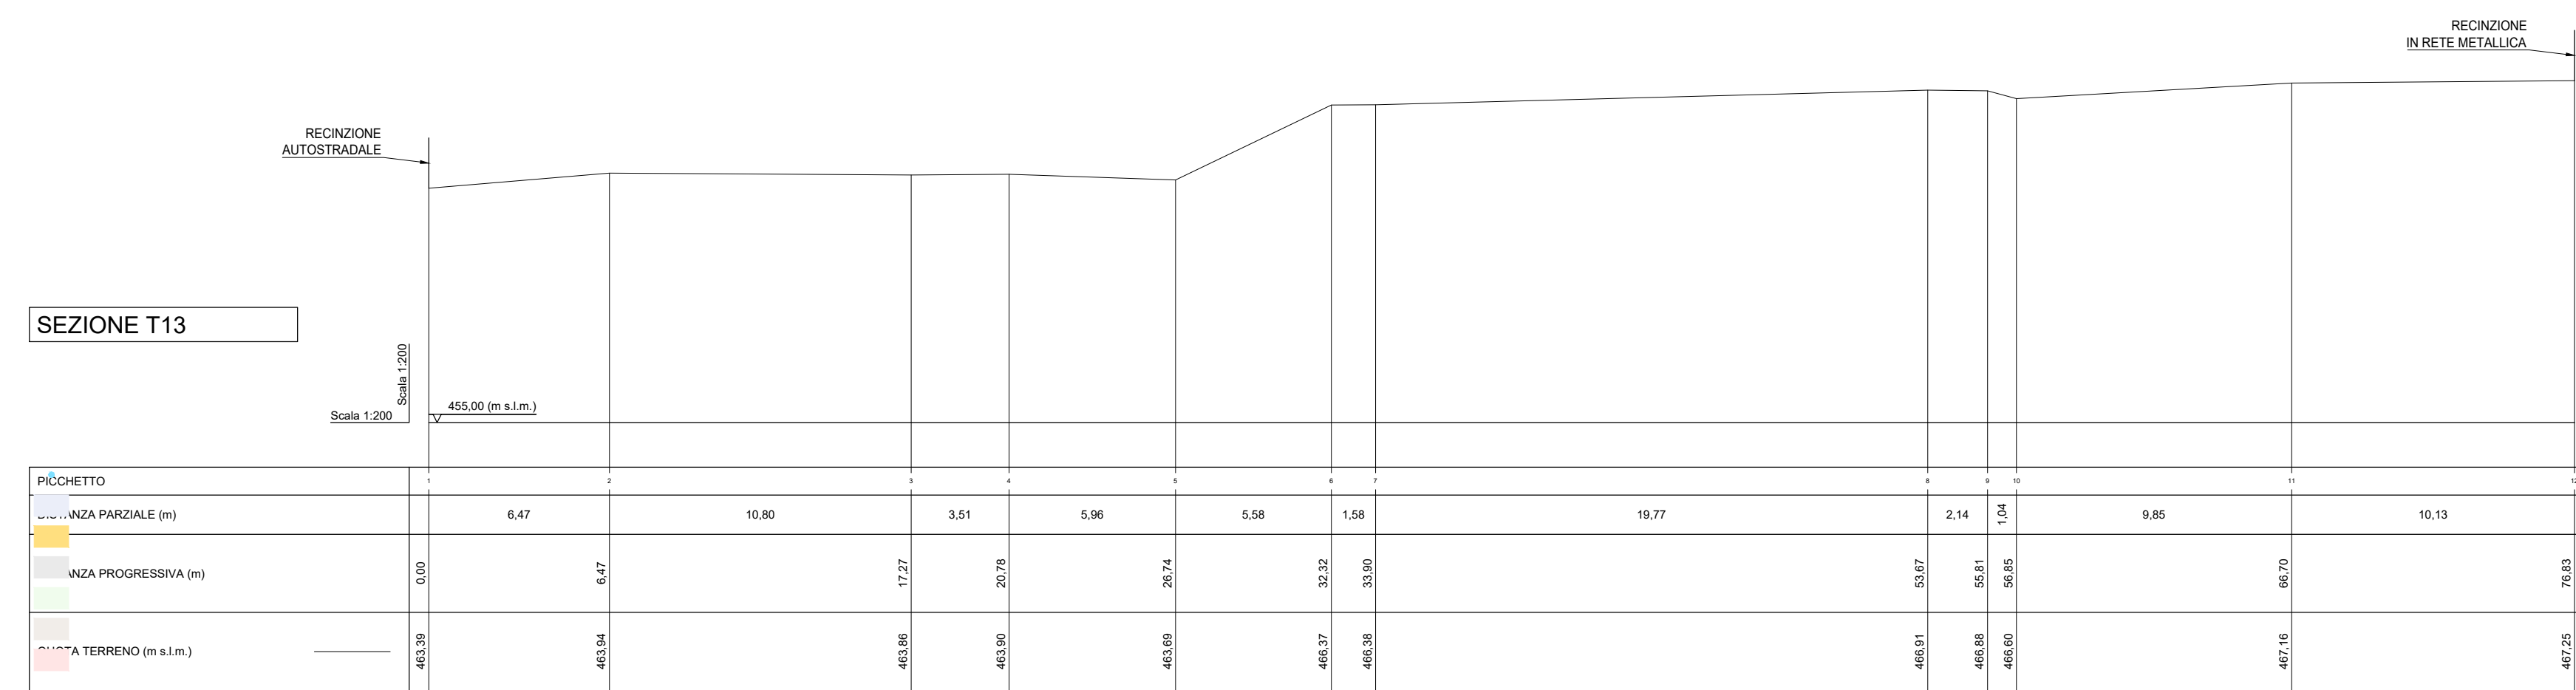 RECINZIONE
IN RETE METALLICA
RECINZIONE
AUTOSTRADALE
SEZIONE T13
Scala 1:200
Scala 1:200
455,00 (m s.l.m.)
PICCHETTO 1 2 3 4 5 6 7 8 9 10 11 12
ANZA PARZIALE (m) 6,47 10,80 3,51 5,96 5,58 1,58 19,77 2,14 1,04 9,85 10,13
ANZA PROGRESSIVA (m) 0,00 6,47 17,27 20,78 26,74 32,32 33,90 53,67 55,81 56,85 66,70 76,83
TERRENO (m s.l.m.) 463,39 463,94 463,86 463,90 463,69 466,37 466,38 466,91 466,88 466,60 467,16 467,25